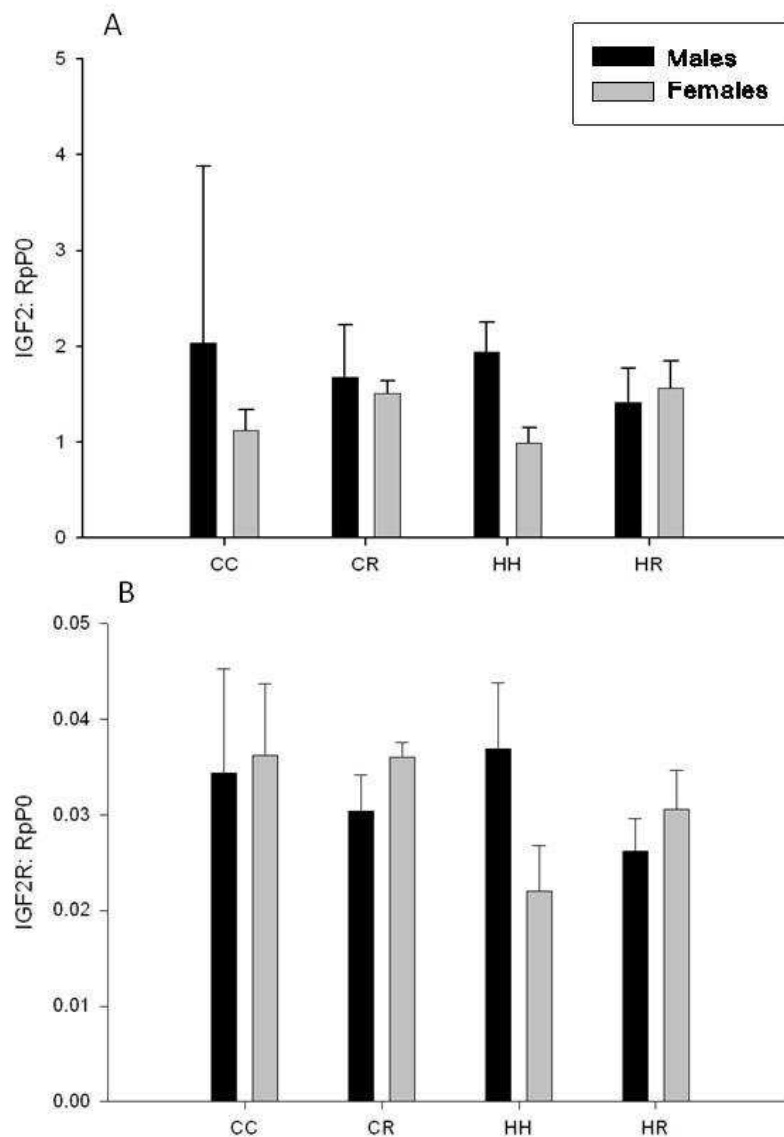 A
Males
Females
5
4
3
2
1
0
IGF2: RpP0
CC CR HH HR
B
0.05
0.04
0.03
0.02
0.01
0.00
IGF2R: RpP0
CC CR HH HR